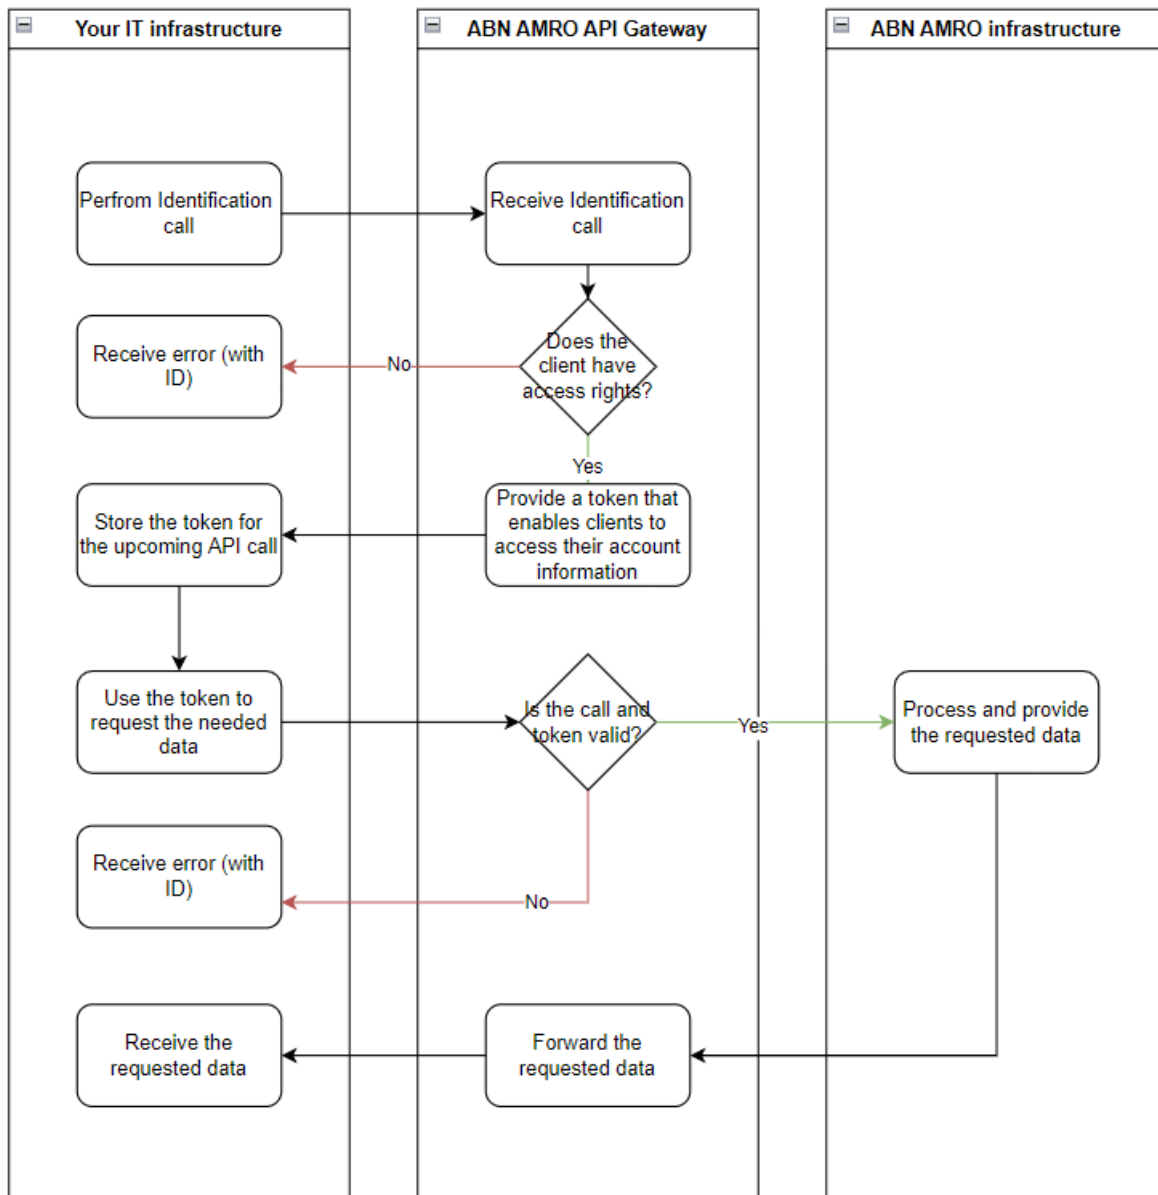 Your IT infrastructure
ABN AMRO API Gateway
ABN AMRO infrastructure
Perfrom Identification
call
Receive Identification
call
Does the
client have
access rights?
No
Receive error (with
ID)
Yes
Provide a token that
enables clients to
access their account
information
Store the token for
the upcoming API call
Use the token to
request the needed
data
Is the call and
token valid?
Yes
Process and provide
the requested data
No
Receive error (with
ID)
Forward the
requested data
Receive the
requested data